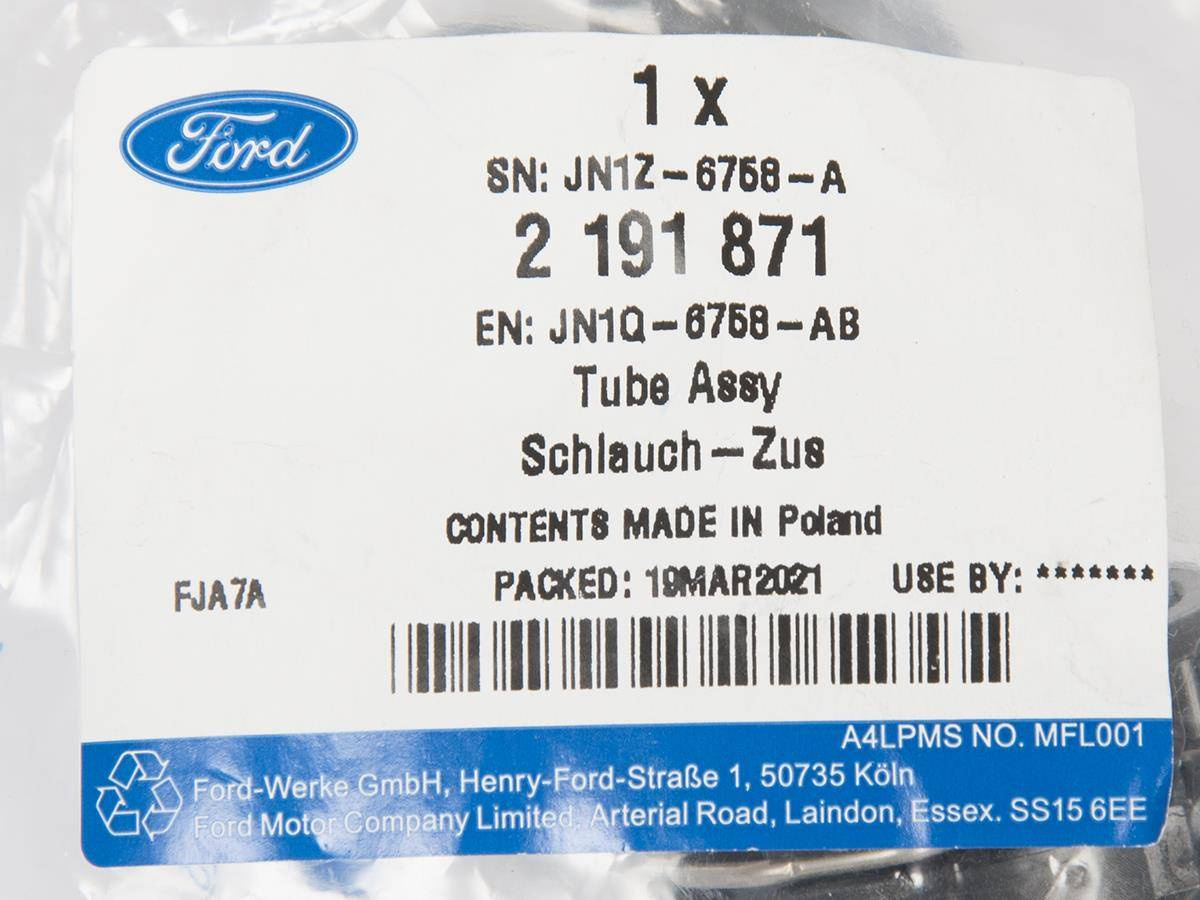 Ford
1 x
SN: JN1Z-6758-A
2 191 871
EN: JN1Q-6758-AB
Tube Assy
Schlauch-Zus
CONTENTS MADE IN Poland
FJA7A
PACKED: 19MAR2021
USE BY: *******
A4LPMS NO. MFL001
Ford-Werke GmbH, Henry-Ford-Straße 1, 50735 Köln
Ford Motor Company Limited, Arterial Road, Laindon, Essex. SS15 6EE